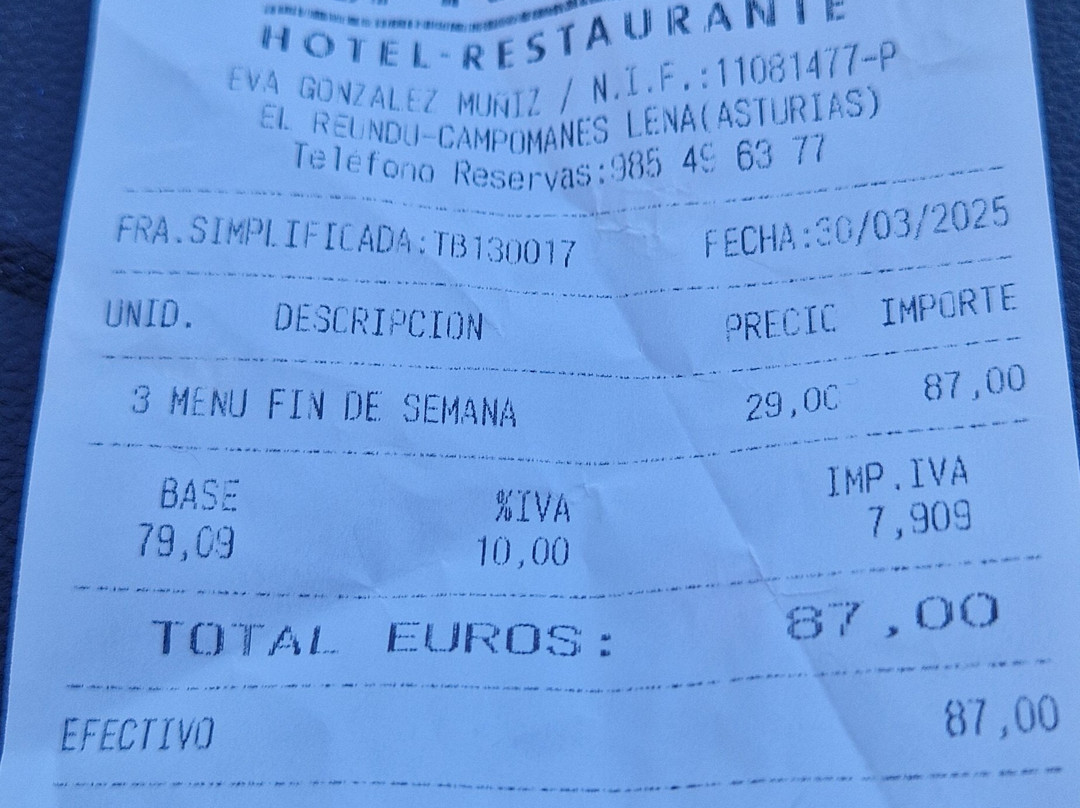 HOTEL-RESTAURANTE
EVA GONZALEZ MUÑIZ / N.I.F.:11081477-P
EL REUNDU-CAMPOMANES LENA(ASTURIAS)
Teléfono Reservas:985 49 63 77
FRA.SIMPLIFICADA:TB130017 FECHA:30/03/2025
UNID. DESCRIPCION PRECIO IMPORTE
3 MENU FIN DE SEMANA 29,00 87,00
BASE %IVA IMP.IVA
79,09 10,00 7,909
TOTAL EUROS: 87,00
EFECTIVO 87,00